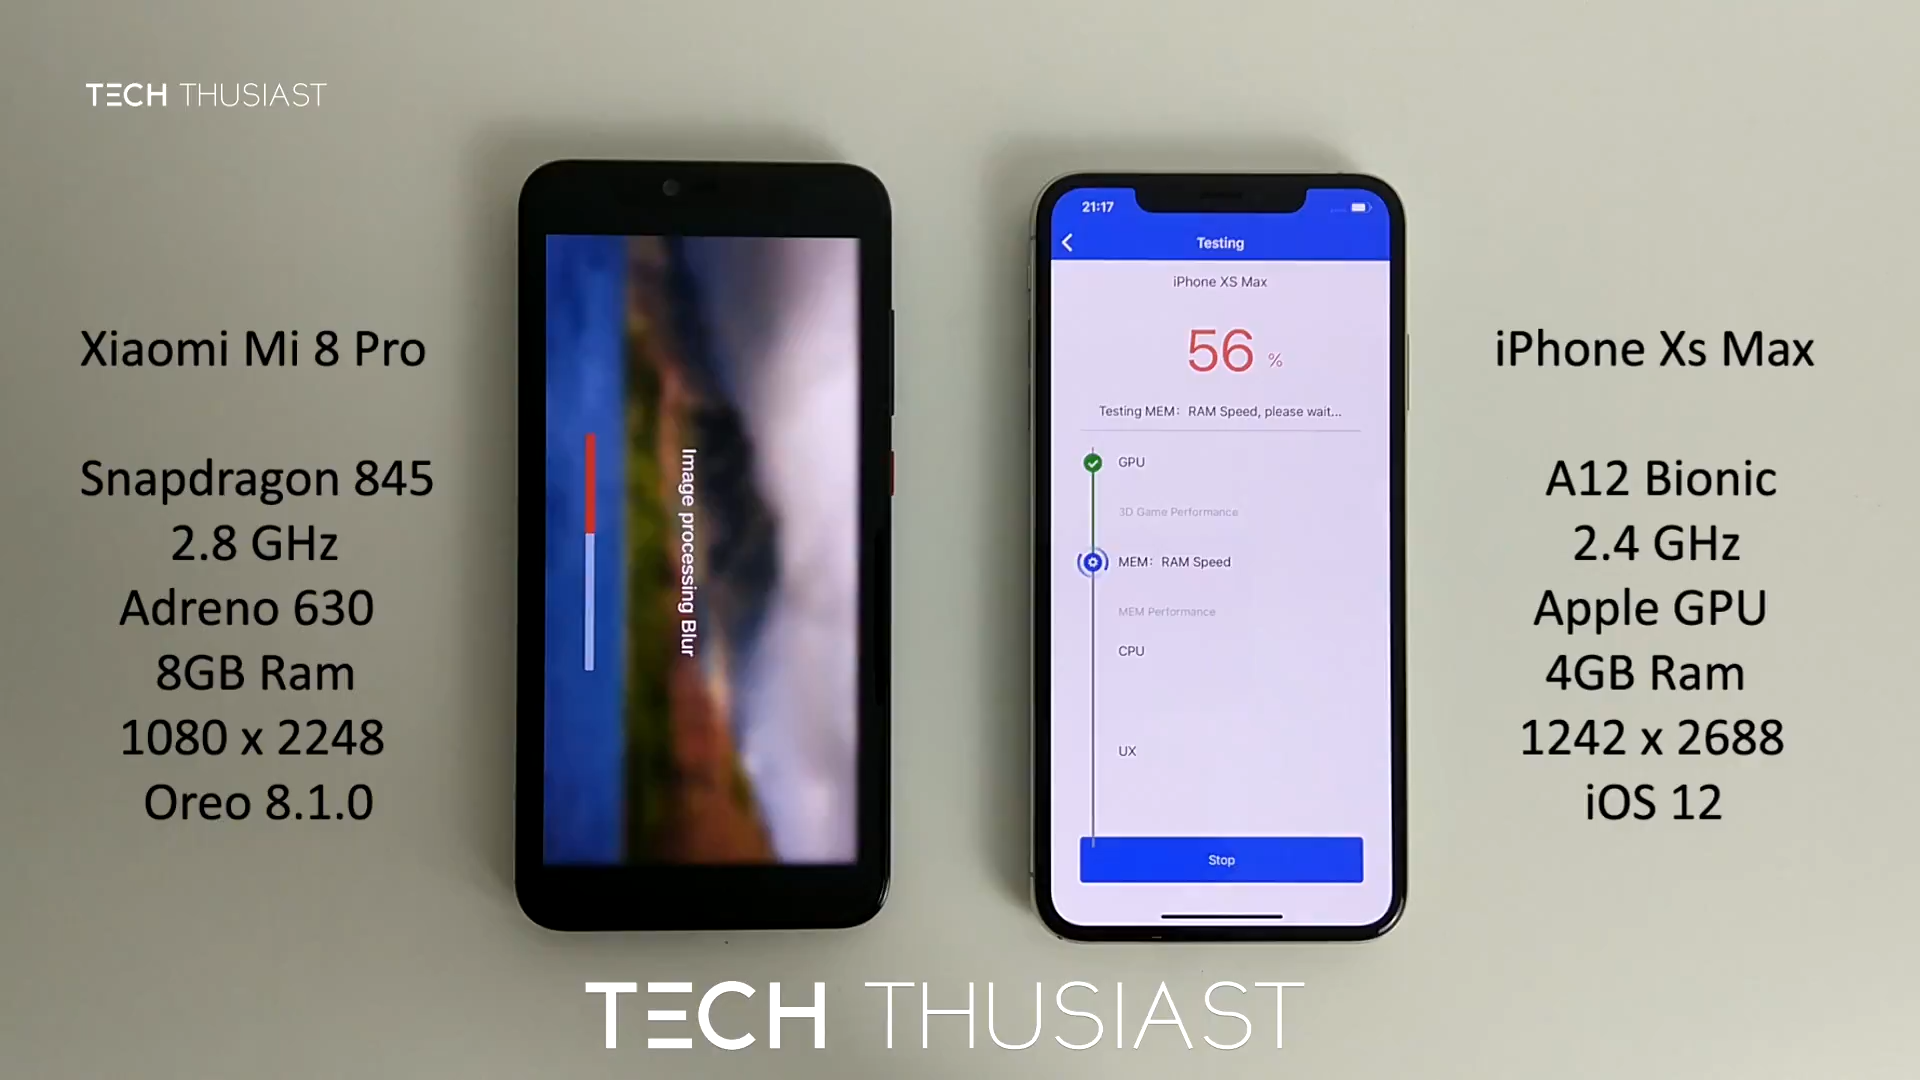 TECH THUSIAST
Xiaomi Mi 8 Pro
Snapdragon 845
2.8 GHz
Adreno 630
8GB Ram
1080 x 2248
Oreo 8.1.0
Image processing Blur
21:17
Testing
iPhone XS Max
56 %
Testing MEM: RAM Speed, please wait...
GPU
3D Game Performance
MEM: RAM Speed
MEM Performance
CPU
UX
Stop
iPhone Xs Max
A12 Bionic
2.4 GHz
Apple GPU
4GB Ram
1242 x 2688
iOS 12
TECH THUSIAST